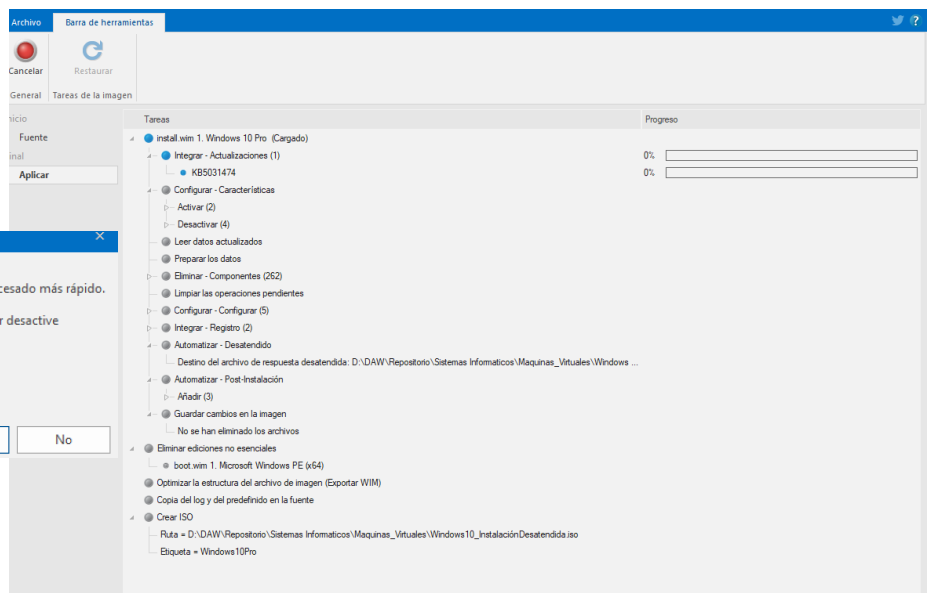 Archivo
Barra de herramientas
Cancelar
Restaurar
General
Tareas de la imagen
Fuente
Aplicar
Tareas
Progreso
install.wim 1. Windows 10 Pro (Cargado)
Integrar - Actualizaciones (1)
0%
KB5031474
0%
Configurar - Características
Activar (2)
Desactivar (4)
Leer datos actualizados
Preparar los datos
Eliminar - Componentes (262)
Limpiar las operaciones pendientes
Configurar - Configurar (5)
Integrar - Registro (2)
Automatizar - Desatendido
Destino del archivo de respuesta desatendida: D:\DAW\Repositorio\Sistemas Informaticos\Maquinas_Virtuales\Windows ...
Automatizar - Post-Instalación
Añadir (3)
Guardar cambios en la imagen
No se han eliminado los archivos
Eliminar ediciones no esenciales
boot.wim 1. Microsoft Windows PE (x64)
Optimizar la estructura del archivo de imagen (Exportar WIM)
Copia del log y del predefinido en la fuente
Crear ISO
Ruta = D:\DAW\Repositorio\Sistemas Informaticos\Maquinas_Virtuales\Windows10_InstalaciónDesatendida.iso
Etiqueta = Windows10Pro
más rápido.
desactive
No